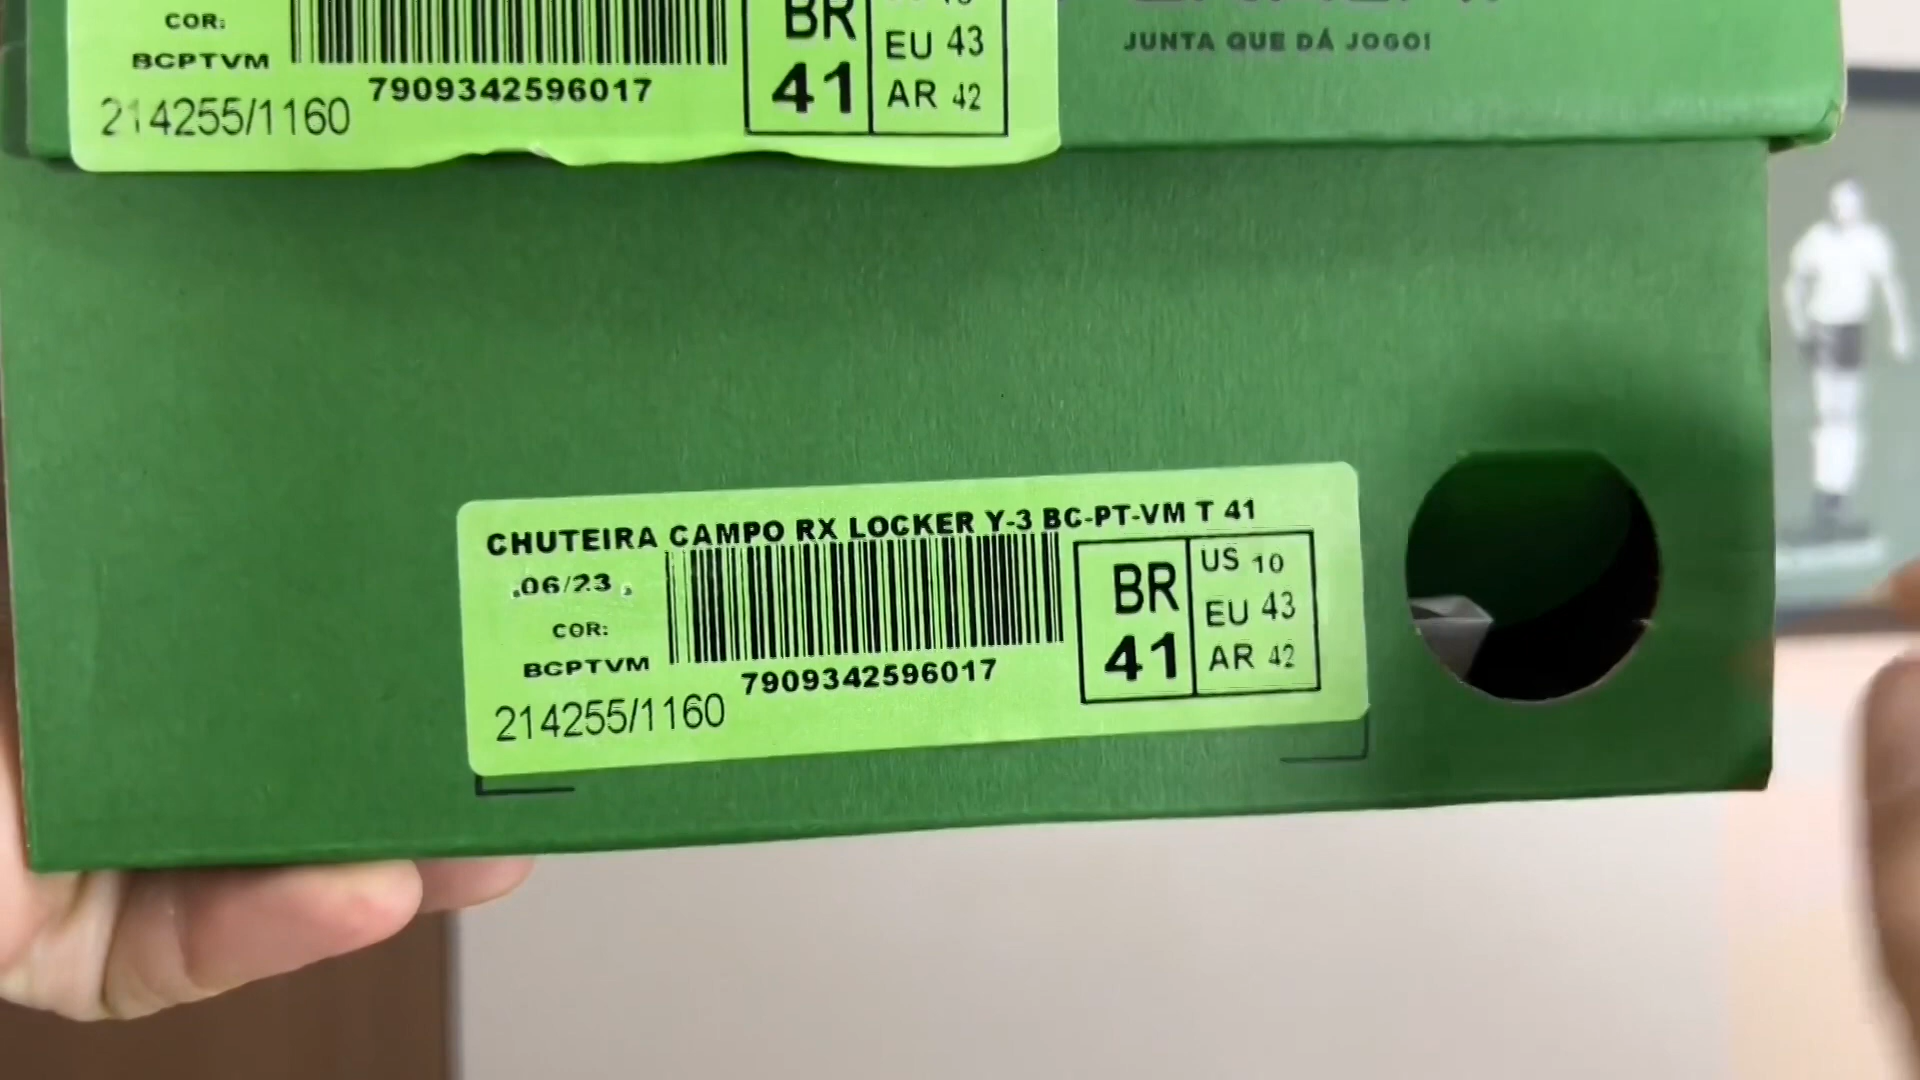 COR:
BCPTVM
7909342596017
214255/1160
BR
41
EU 43
AR 42
JUNTA QUE DÁ JOGO!
CHUTEIRA CAMPO RX LOCKER Y-3 BC-PT-VM T 41
06/23
COR:
BCPTVM
7909342596017
214255/1160
BR
41
US 10
EU 43
AR 42